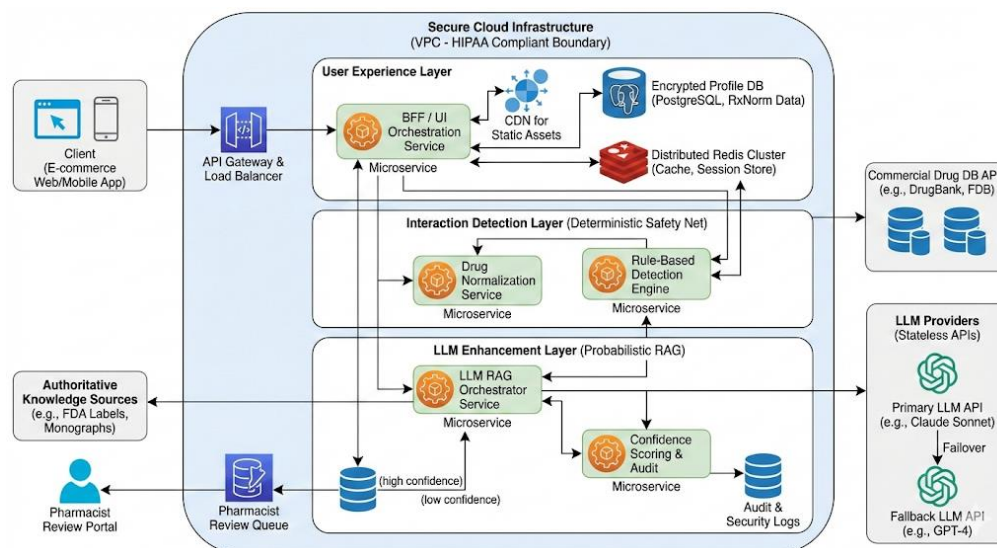 Secure Cloud Infrastructure
(VPC - HIPAA Compliant Boundary)
User Experience Layer
Client
(E-commerce
Web/Mobile App)
API Gateway &
Load Balancer
BFF / UI
Orchestration
Service
Microservice
CDN for
Static Assets
Encrypted Profile DB
(PostgreSQL, RxNorm Data)
Distributed Redis Cluster
(Cache, Session Store)
Commercial Drug DB AP
(e.g., DrugBank, FDB)
Interaction Detection Layer (Deterministic Safety Net)
Drug
Normalization
Service
Microservice
Rule-Based
Detection
Engine
Microservice
LLM Enhancement Layer (Probabilistic RAG)
LLM RAG
Orchestrator
Service
Microservice
Confidence
Scoring &
Audit
Microservice
Audit &
Security Logs
(high confidence)
(low confidence)
Authoritative
Knowledge Sources
(e.g., FDA Labels,
Monographs)
Pharmacist
Review Portal
Pharmacist
Review Queue
LLM Providers
(Stateless APIs)
Primary LLM API
(e.g., Claude Sonnet)
Failover
Fallback LLM API
(e.g., GPT-4)